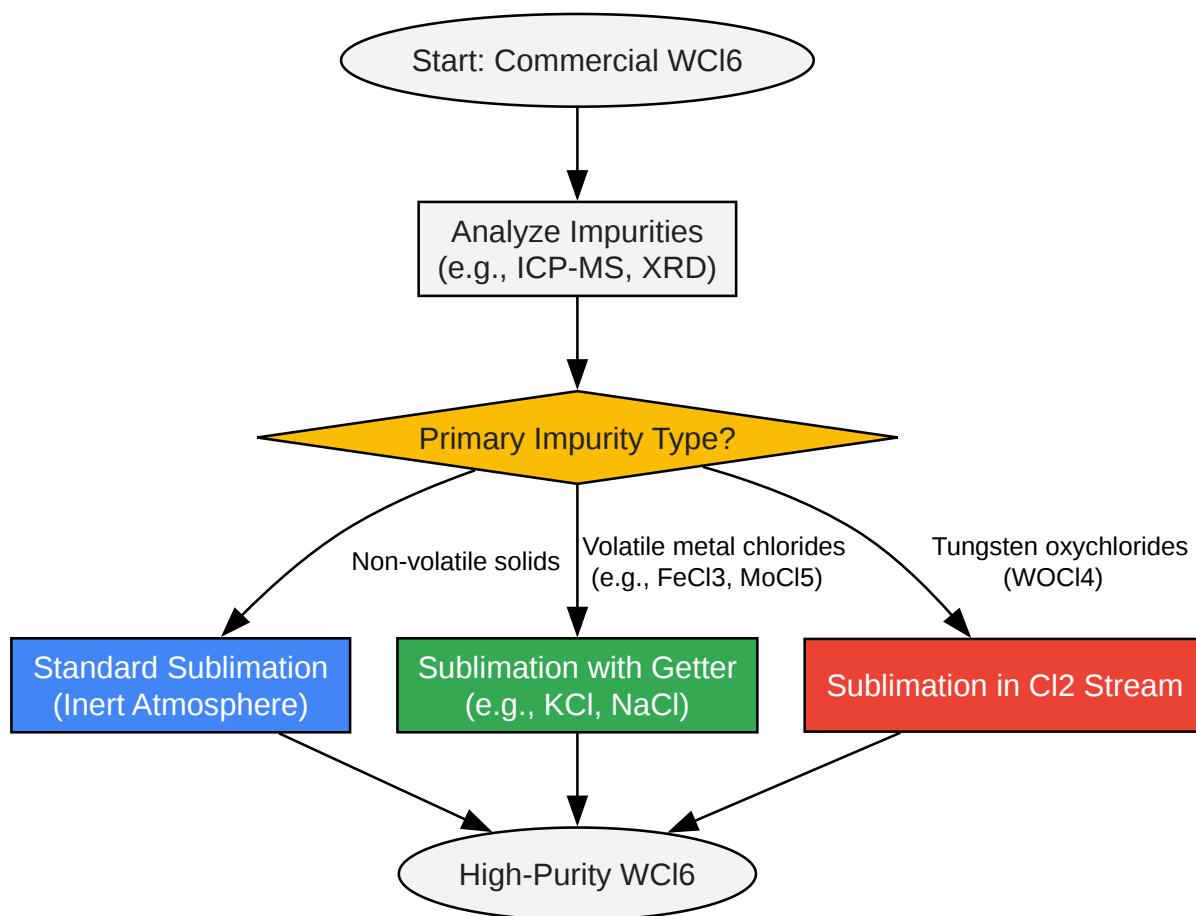 Start: Commercial WCl6
Analyze Impurities
(e.g., ICP-MS, XRD)
Primary Impurity Type?
Non-volatile solids
Volatile metal chlorides
(e.g., FeCl3, MoCl5)
Tungsten oxychlorides
(WOCl4)
Standard Sublimation
(Inert Atmosphere)
Sublimation with Getter
(e.g., KCl, NaCl)
Sublimation in Cl2 Stream
High-Purity WCl6